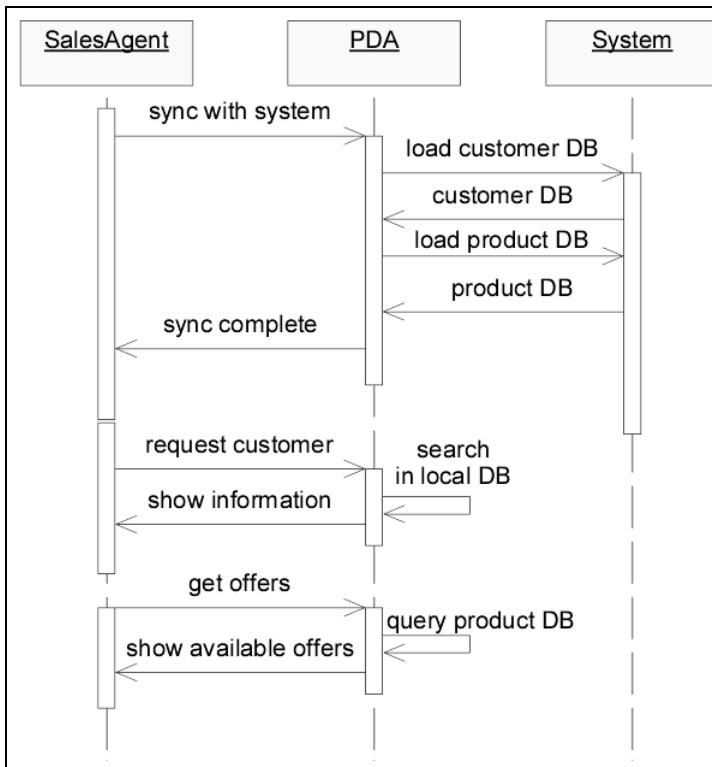 SalesAgent
PDA
System
sync with system
load customer DB
customer DB
load product DB
product DB
sync complete
request customer
search
in local DB
show information
get offers
query product DB
show available offers